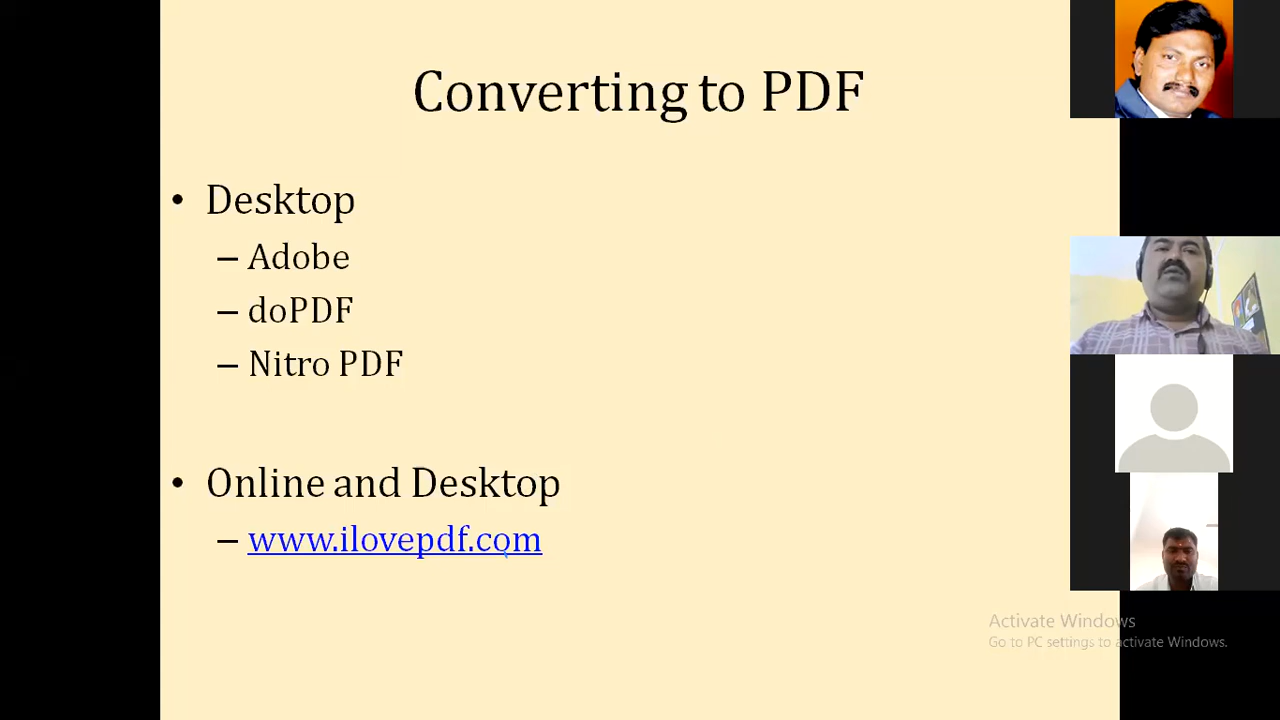 Converting to PDF
• Desktop
– Adobe
– doPDF
– Nitro PDF
• Online and Desktop
– www.ilovepdf.com
Activate Windows
Go to PC settings to activate Windows.